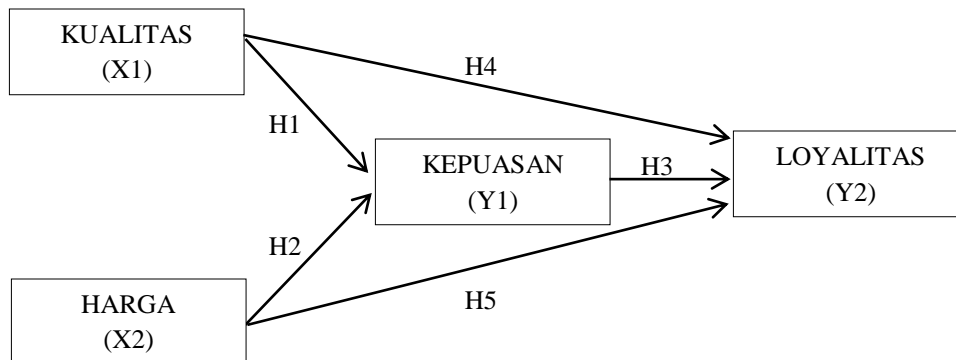 KUALITAS
(X1)
H4
H1
KEPUASAN
(Y1)
H3
LOYALITAS
(Y2)
H2
HARGA
(X2)
H5